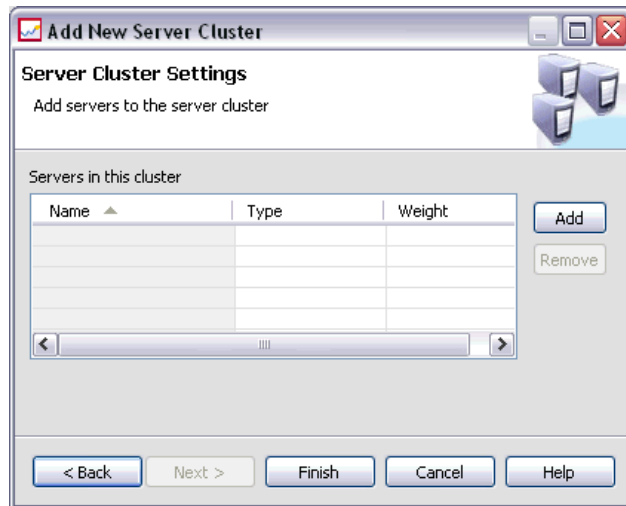 Add New Server Cluster
Server Cluster Settings
Add servers to the server cluster
Servers in this cluster
Name Type Weight
Add
Remove
< Back Next > Finish Cancel Help